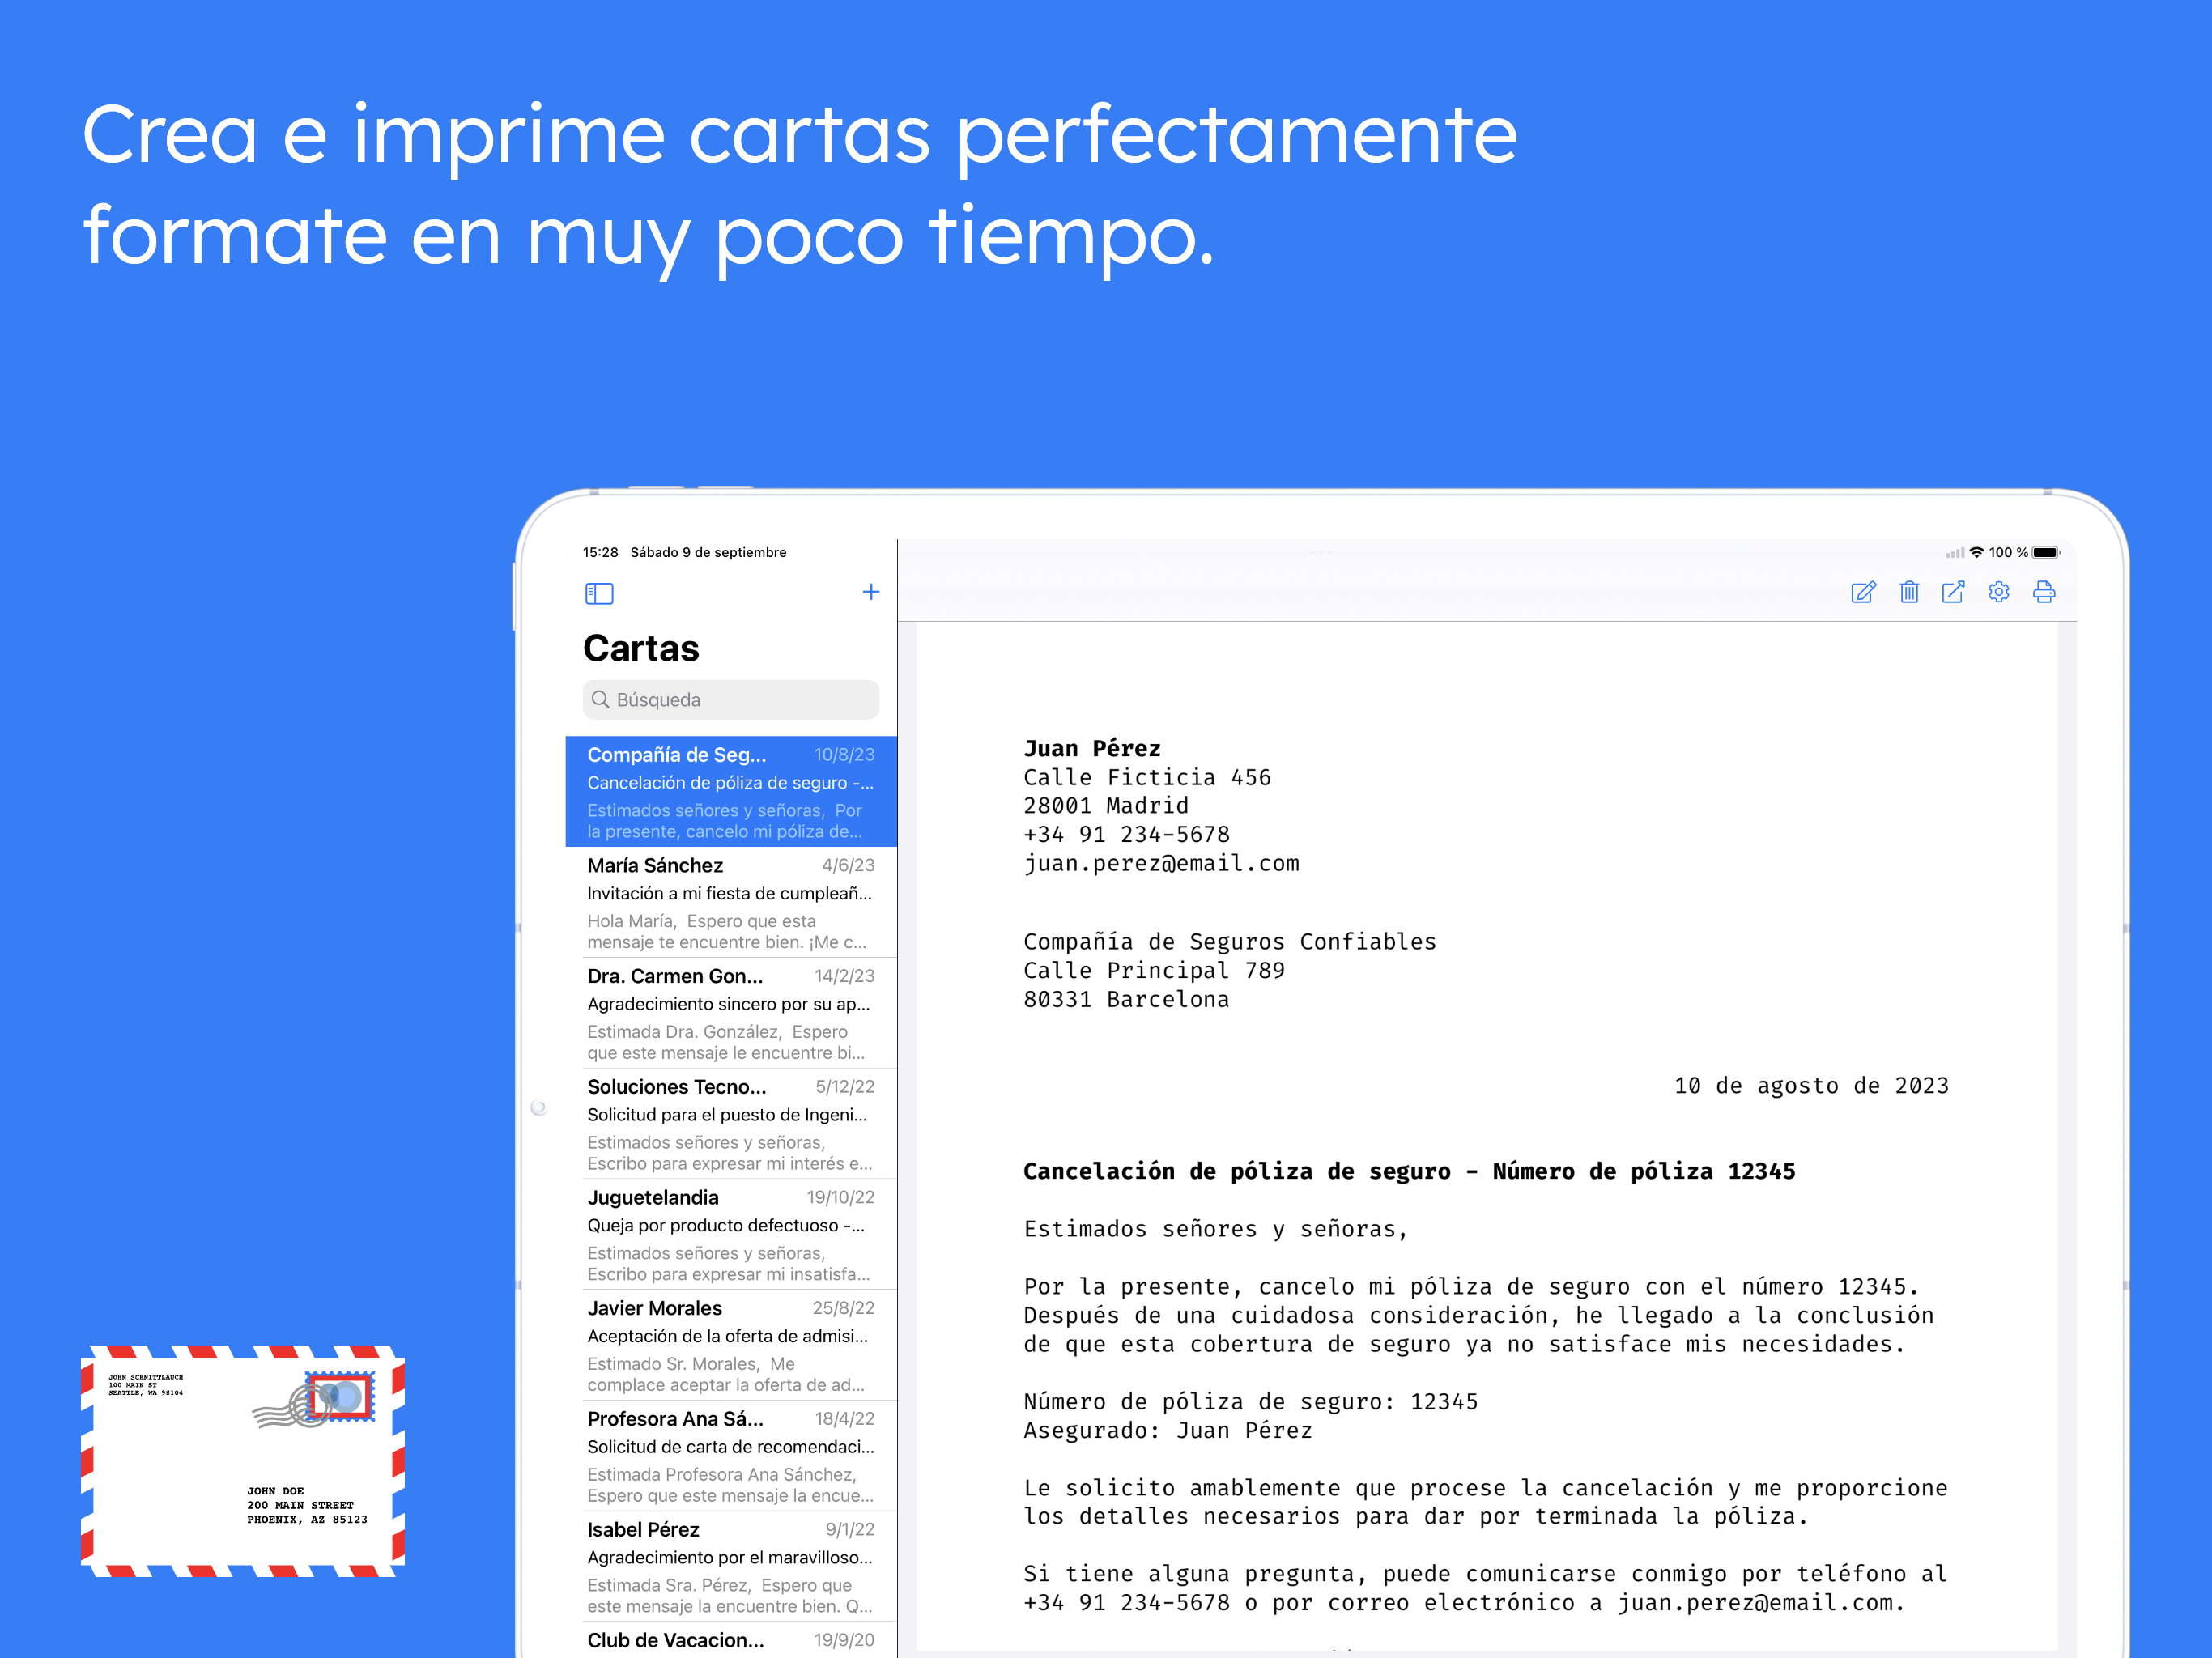 Crea e imprime cartas perfectamente
formate en muy poco tiempo.
15:28 Sábado 9 de septiembre
100 %
Cartas
Búsqueda
Compañía de Seg... 10/8/23
Cancelación de póliza de seguro -...
Estimados señores y señoras, Por
la presente, cancelo mi póliza de...
María Sánchez 4/6/23
Invitación a mi fiesta de cumpleañ...
Hola María, Espero que esta
mensaje te encuentre bien. ¡Me c...
Dra. Carmen Gon... 14/2/23
Agradecimiento sincero por su ap...
Estimada Dra. González, Espero
que este mensaje le encuentre bi...
Soluciones Tecno... 5/12/22
Solicitud para el puesto de Ingeni...
Estimados señores y señoras,
Escribo para expresar mi interés e...
Juguetelandia 19/10/22
Queja por producto defectuoso -...
Estimados señores y señoras,
Escribo para expresar mi insatisfa...
Javier Morales 25/8/22
Aceptación de la oferta de admisi...
Estimado Sr. Morales, Me
complace aceptar la oferta de ad...
Profesora Ana Sá... 18/4/22
Solicitud de carta de recomendaci...
Estimada Profesora Ana Sánchez,
Espero que este mensaje la encue...
Isabel Pérez 9/1/22
Agradecimiento por el maravilloso...
Estimada Sra. Pérez, Espero que
este mensaje la encuentre bien. Q...
Club de Vacacion... 19/9/20
Juan Pérez
Calle Ficticia 456
28001 Madrid
+34 91 234-5678
juan.perez@email.com
Compañía de Seguros Confiables
Calle Principal 789
80331 Barcelona
10 de agosto de 2023
Cancelación de póliza de seguro - Número de póliza 12345
Estimados señores y señoras,
Por la presente, cancelo mi póliza de seguro con el número 12345.
Después de una cuidadosa consideración, he llegado a la conclusión
de que esta cobertura de seguro ya no satisface mis necesidades.
Número de póliza de seguro: 12345
Asegurado: Juan Pérez
Le solicito amablemente que procese la cancelación y me proporcione
los detalles necesarios para dar por terminada la póliza.
Si tiene alguna pregunta, puede comunicarse conmigo por teléfono al
+34 91 234-5678 o por correo electrónico a juan.perez@email.com.
JOHN SCHNITTLAUCH
100 MAIN ST
SEATTLE, WA 98104
JOHN DOE
200 MAIN STREET
PHOENIX, AZ 85123